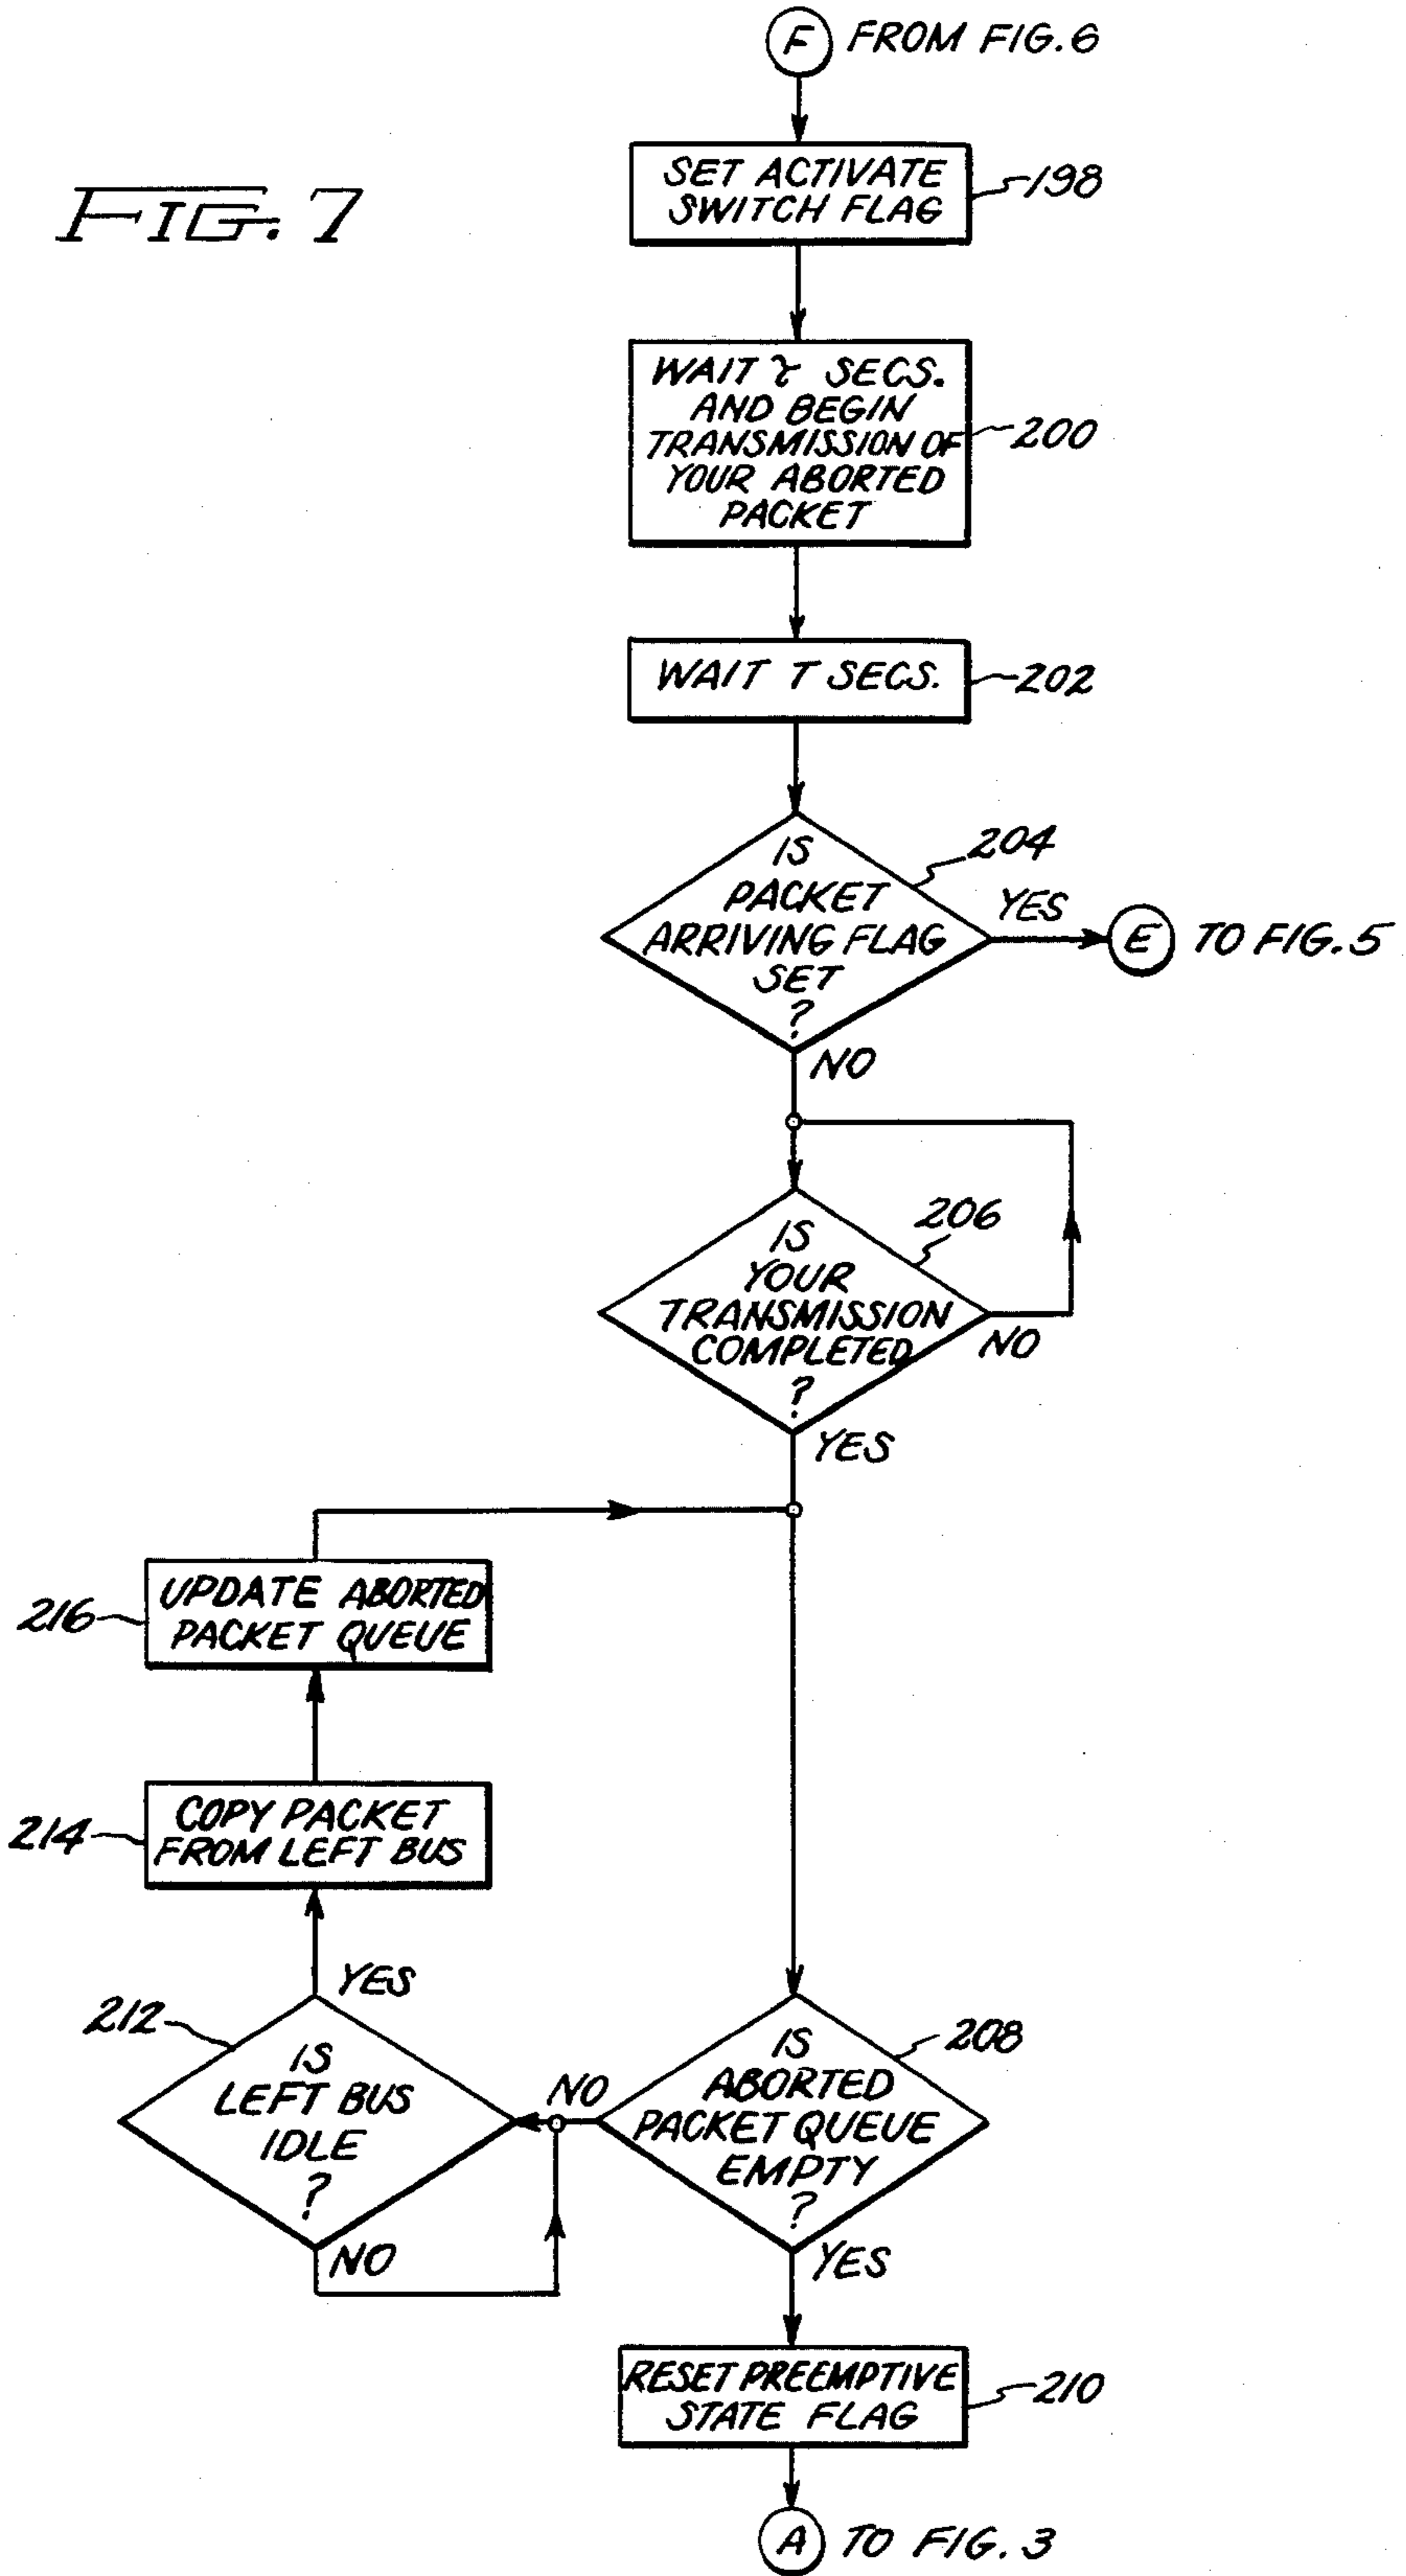 F FROM FIG. 6
FIG. 7
SET ACTIVATE
SWITCH FLAG
198
WAIT τ SECS.
AND BEGIN
TRANSMISSION OF
YOUR ABORTED
PACKET
200
WAIT T SECS.
202
IS
PACKET
ARRIVING FLAG
SET
?
204
YES
E TO FIG. 5
NO
IS
YOUR
TRANSMISSION
COMPLETED
?
206
NO
YES
UPDATE ABORTED
PACKET QUEUE
216
COPY PACKET
FROM LEFT BUS
214
YES
212
IS
LEFT BUS
IDLE
?
NO
NO
IS
ABORTED
PACKET QUEUE
EMPTY
?
208
YES
RESET PREEMPTIVE
STATE FLAG
210
A TO FIG. 3